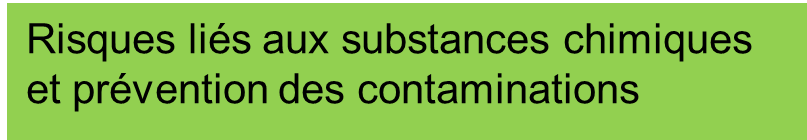 Risques liés aux substances chimiques
et prévention des contaminations